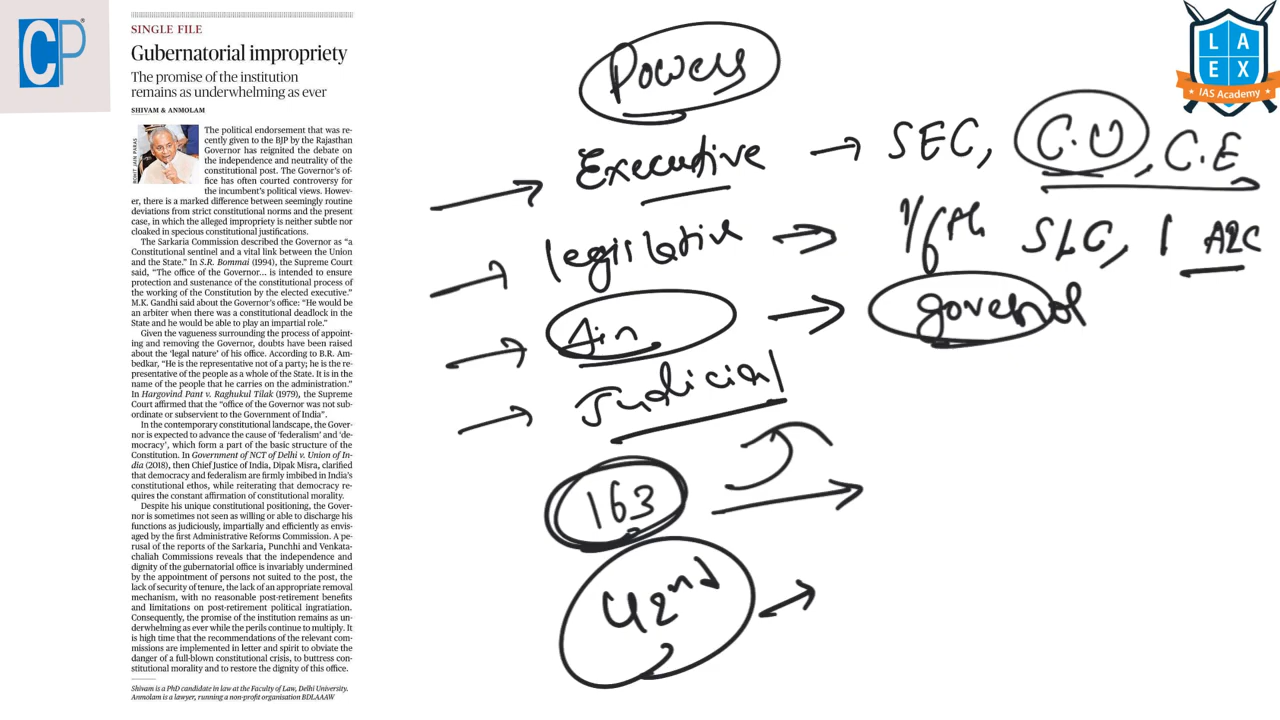 CP
SINGLE FILE
Gubernatorial impropriety
The promise of the institution
remains as underwhelming as ever
SHIVAM & ANMOLAM
ROHIT JAIN PARAS
The political endorsement that was re-
cently given to the BJP by the Rajasthan
Governor has reignited the debate on
the independence and neutrality of the
constitutional post. The Governor's of-
fice has often courted controversy for
the incumbent's political views. Howev-
er, there is a marked difference between seemingly routine
deviations from strict constitutional norms and the present
case, in which the alleged impropriety is neither subtle nor
cloaked in specious constitutional justifications.
The Sarkaria Commission described the Governor as "a
Constitutional sentinel and a vital link between the Union
and the State." In S.R. Bommai (1994), the Supreme Court
said, "The office of the Governor... is intended to ensure
protection and sustenance of the constitutional process of
the working of the Constitution by the elected executive."
M.K. Gandhi said about the Governor's office: "He would be
an arbiter when there was a constitutional deadlock in the
State and he would be able to play an impartial role."
Given the vagueness surrounding the process of appoint-
ing and removing the Governor, doubts have been raised
about the 'legal nature' of his office. According to B.R. Am-
bedkar, "He is the representative not of a party; he is the re-
presentative of the people as a whole of the State. It is in the
name of the people that he carries on the administration."
In Hargovind Pant v. Raghukul Tilak (1979), the Supreme
Court affirmed that the "office of the Governor was not sub-
ordinate or subservient to the Government of India".
In the contemporary constitutional landscape, the Gover-
nor is expected to advance the cause of 'federalism' and 'de-
mocracy', which form a part of the basic structure of the
Constitution. In Government of NCT of Delhi v. Union of In-
dia (2018), then Chief Justice of India, Dipak Misra, clarified
that democracy and federalism are firmly imbibed in India's
constitutional ethos, while reiterating that democracy re-
quires the constant affirmation of constitutional morality.
Despite his unique constitutional positioning, the Gover-
nor is sometimes not seen as willing or able to discharge his
functions as judiciously, impartially and efficiently as envis-
aged by the first Administrative Reforms Commission. A pe-
rusal of the reports of the Sarkaria, Punchhi and Venkata-
chaliah Commissions reveals that the independence and
dignity of the gubernatorial office is invariably undermined
by the appointment of persons not suited to the post, the
lack of security of tenure, the lack of an appropriate removal
mechanism, with no reasonable post-retirement benefits
and limitations on post-retirement political ingratiation.
Consequently, the promise of the institution remains as un-
derwhelming as ever while the perils continue to multiply. It
is high time that the recommendations of the relevant com-
missions are implemented in letter and spirit to obviate the
danger of a full-blown constitutional crisis, to buttress con-
stitutional morality and to restore the dignity of this office.
Shivam is a PhD candidate in law at the Faculty of Law, Delhi University.
Anmolam is a lawyer, running a non-profit organisation BDLAAAW
Powers
Executive → SEC, C.U, C.E
legislative → 1/6th SLC, 1 A2C
→ governor
Judicial
163
42nd
LA
EX
IAS Academy